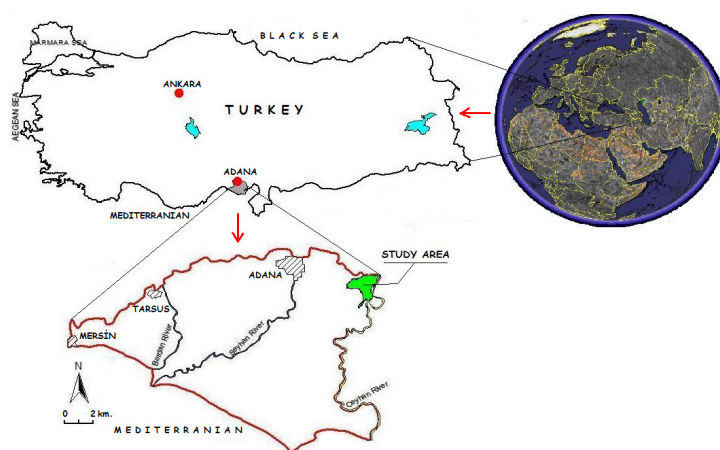 BLACK SEA
MARMARA SEA
AEGEAN SEA
ANKARA
TURKEY
ADANA
MEDITERRANIAN
STUDY AREA
ADANA
TARSUS
MERSİN
Berdan River
Seyhan River
Ceyhan River
N
0 2 km.
MEDITERRANIAN